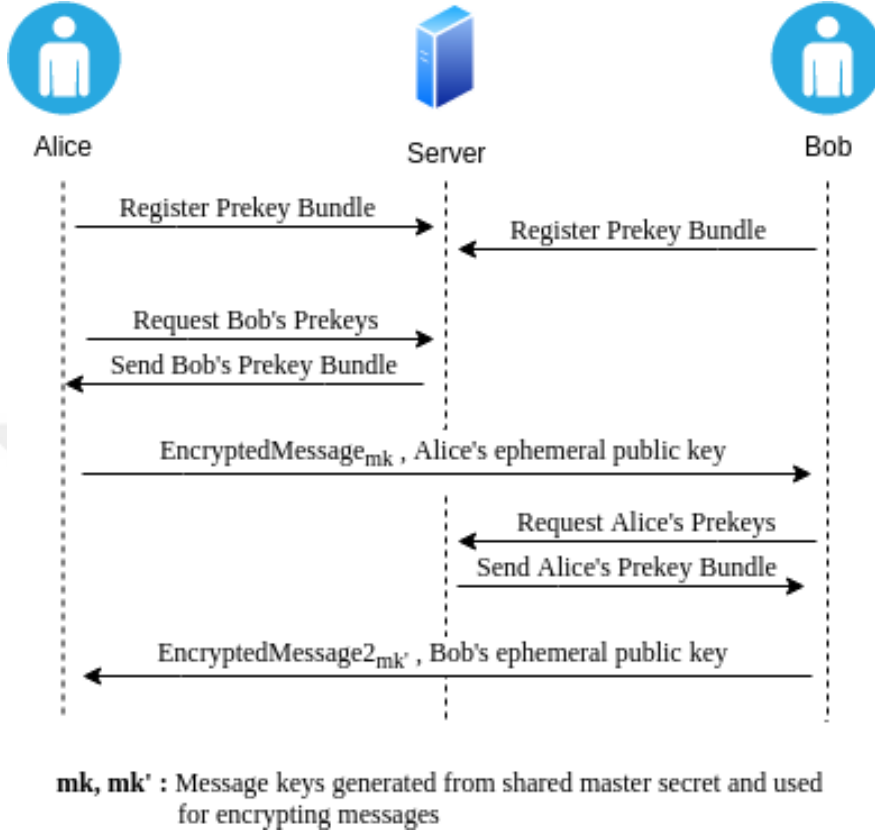 Alice
Server
Bob
Register Prekey Bundle
Register Prekey Bundle
Request Bob's Prekeys
Send Bob's Prekey Bundle
EncryptedMessage_mk , Alice's ephemeral public key
Request Alice's Prekeys
Send Alice's Prekey Bundle
EncryptedMessage2_mk' , Bob's ephemeral public key
mk, mk' : Message keys generated from shared master secret and used
for encrypting messages